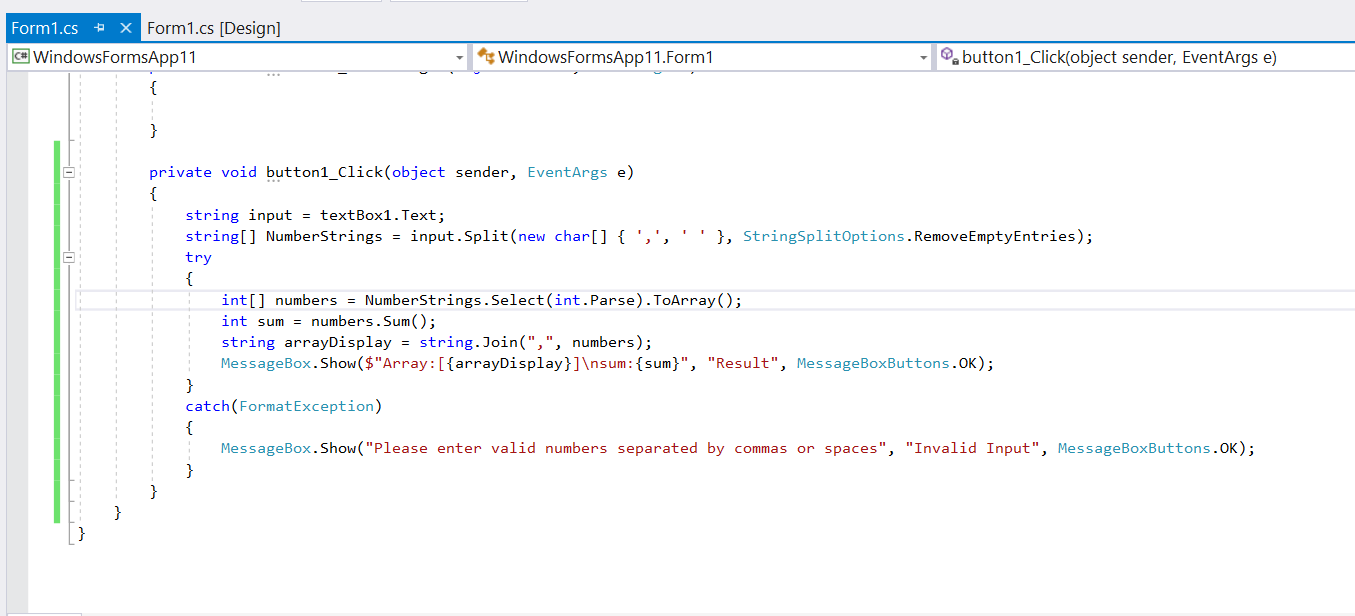 Form1.cs Form1.cs [Design]
C# WindowsFormsApp11 WindowsFormsApp11.Form1 button1_Click(object sender, EventArgs e)
{
}
private void button1_Click(object sender, EventArgs e)
{
string input = textBox1.Text;
string[] NumberStrings = input.Split(new char[] { ',', ' ' }, StringSplitOptions.RemoveEmptyEntries);
try
{
int[] numbers = NumberStrings.Select(int.Parse).ToArray();
int sum = numbers.Sum();
string arrayDisplay = string.Join(",", numbers);
MessageBox.Show($"Array:[{arrayDisplay}]\nsum:{sum}", "Result", MessageBoxButtons.OK);
}
catch(FormatException)
{
MessageBox.Show("Please enter valid numbers separated by commas or spaces", "Invalid Input", MessageBoxButtons.OK);
}
}
}
}